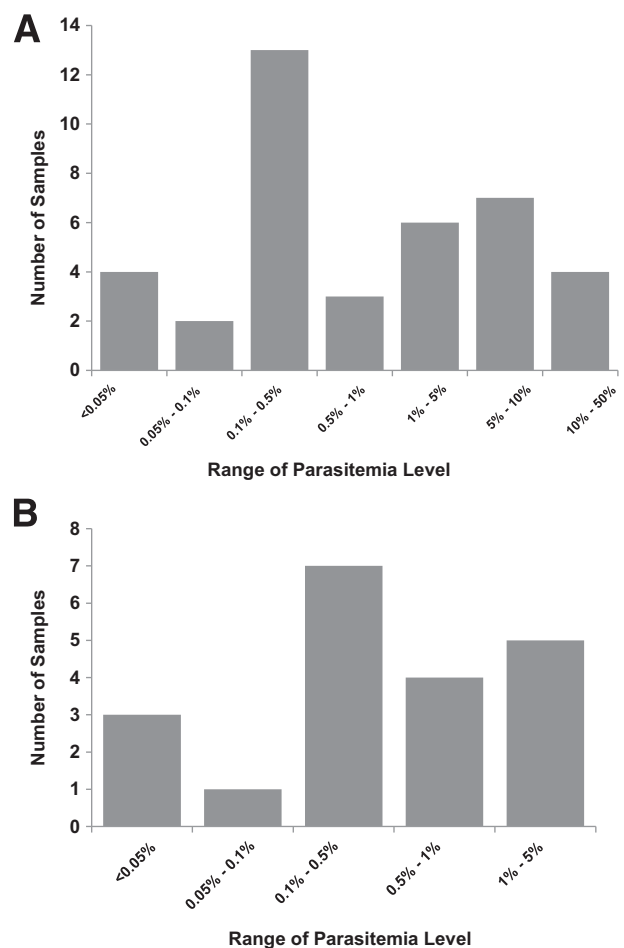 A
14
12
10
8
6
4
2
0
Number of Samples
<0.05%
0.05% - 0.1%
0.1% - 0.5%
0.5% - 1%
1% - 5%
5% - 10%
10% - 50%
Range of Parasitemia Level
B
8
7
6
5
4
3
2
1
0
Number of Samples
<0.05%
0.05% - 0.1%
0.1% - 0.5%
0.5% - 1%
1% - 5%
Range of Parasitemia Level